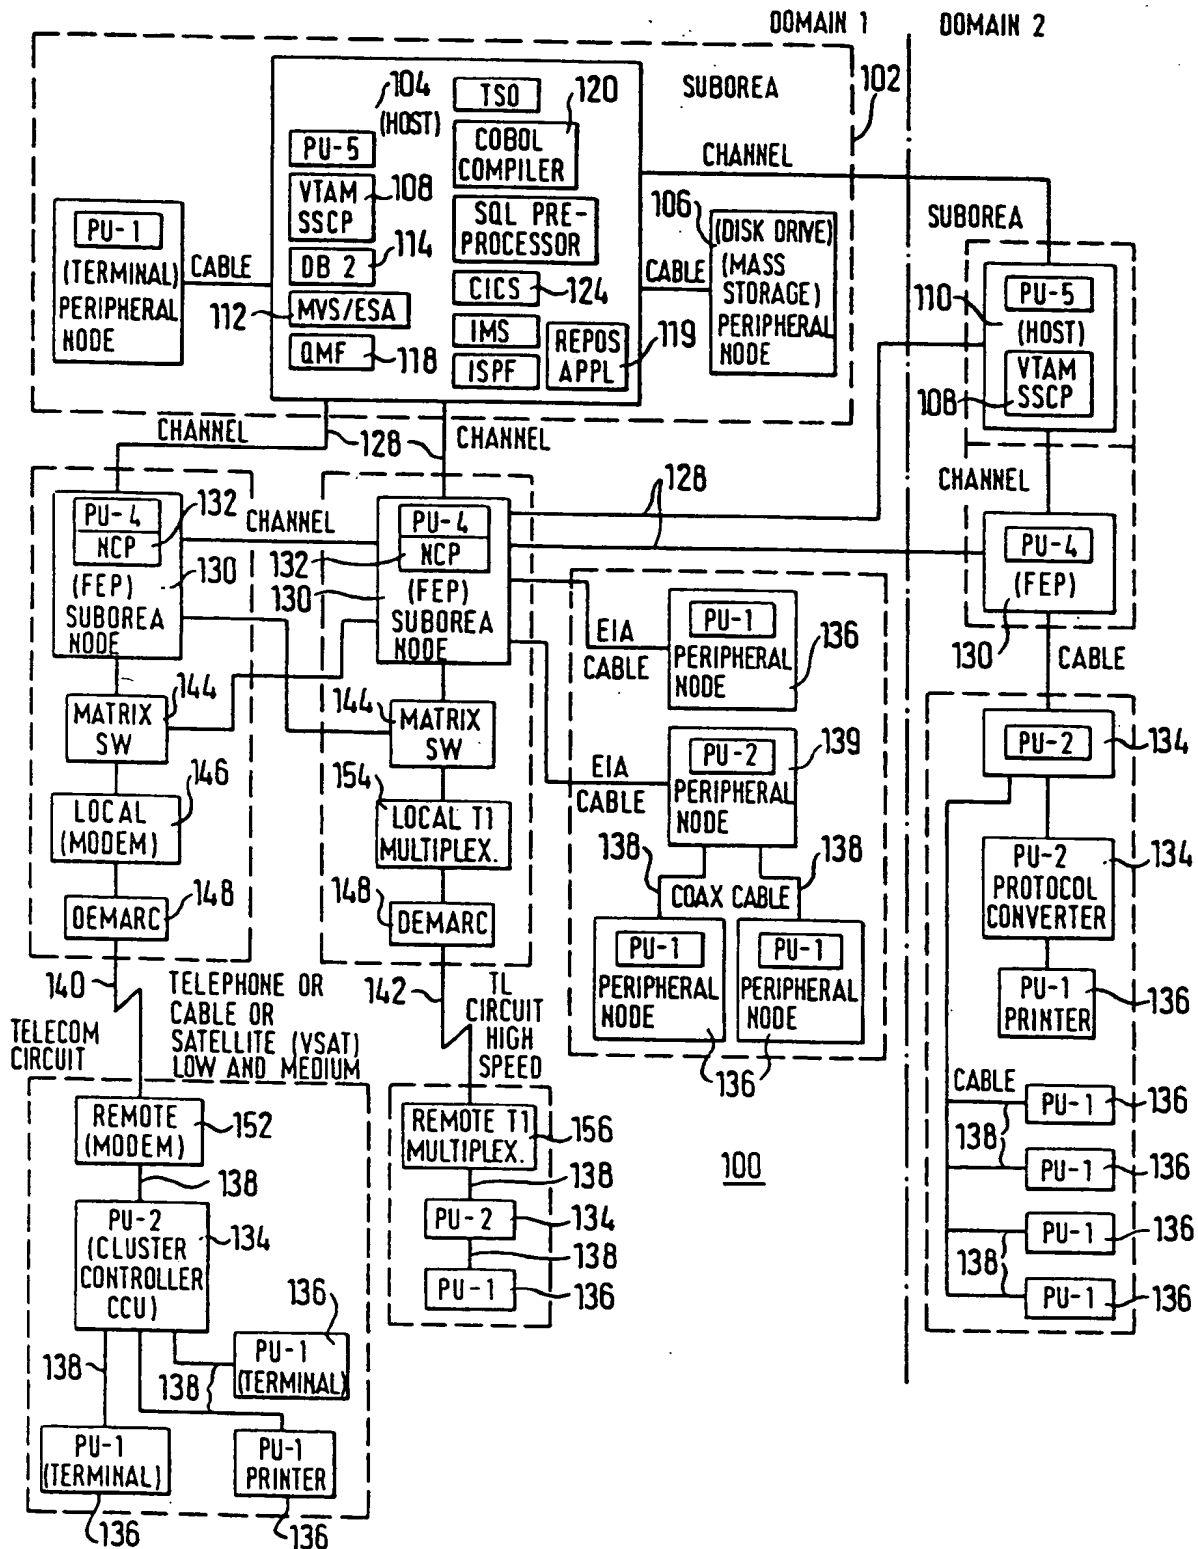 DOMAIN 1
DOMAIN 2
104
(HOST)
TSO
120
SUBOREA
102
PU-5
COBOL
COMPILER
CHANNEL
VTAM
SSCP
108
SQL PRE-
PROCESSOR
106
(DISK DRIVE)
(MASS
STORAGE)
PERIPHERAL
NODE
SUBOREA
PU-1
(TERMINAL)
PERIPHERAL
NODE
CABLE
DB 2
114
CICS
124
CABLE
112
MVS/ESA
IMS
REPOS
APPL
119
QMF
118
ISPF
110
PU-5
(HOST)
VTAM
SSCP
108
CHANNEL
128
CHANNEL
CHANNEL
PU-4
NCP
132
(FEP)
130
SUBOREA
NODE
CHANNEL
PU-4
NCP
132
(FEP)
130
SUBOREA
NODE
128
PU-4
(FEP)
130
CABLE
EIA
CABLE
PU-1
PERIPHERAL
NODE
136
144
MATRIX
SW
144
MATRIX
SW
EIA
CABLE
PU-2
PERIPHERAL
NODE
139
PU-2
134
146
LOCAL
(MODEM)
154
LOCAL T1
MULTIPLEX.
138
138
COAX CABLE
PU-2
PROTOCOL
CONVERTER
134
148
DEMARC
148
DEMARC
PU-1
PERIPHERAL
NODE
PU-1
PERIPHERAL
NODE
136
PU-1
PRINTER
136
140
TELECOM
CIRCUIT
TELEPHONE OR
CABLE OR
SATELLITE (VSAT)
LOW AND MEDIUM
142
TL
CIRCUIT
HIGH
SPEED
CABLE
PU-1
136
138
PU-1
136
PU-1
136
138
PU-1
136
REMOTE
(MODEM)
152
138
PU-2
(CLUSTER
CONTROLLER
CCU)
134
REMOTE T1
MULTIPLEX.
156
138
PU-2
134
138
PU-1
136
100
136
PU-1
(TERMINAL)
138
138
PU-1
(TERMINAL)
136
PU-1
PRINTER
136